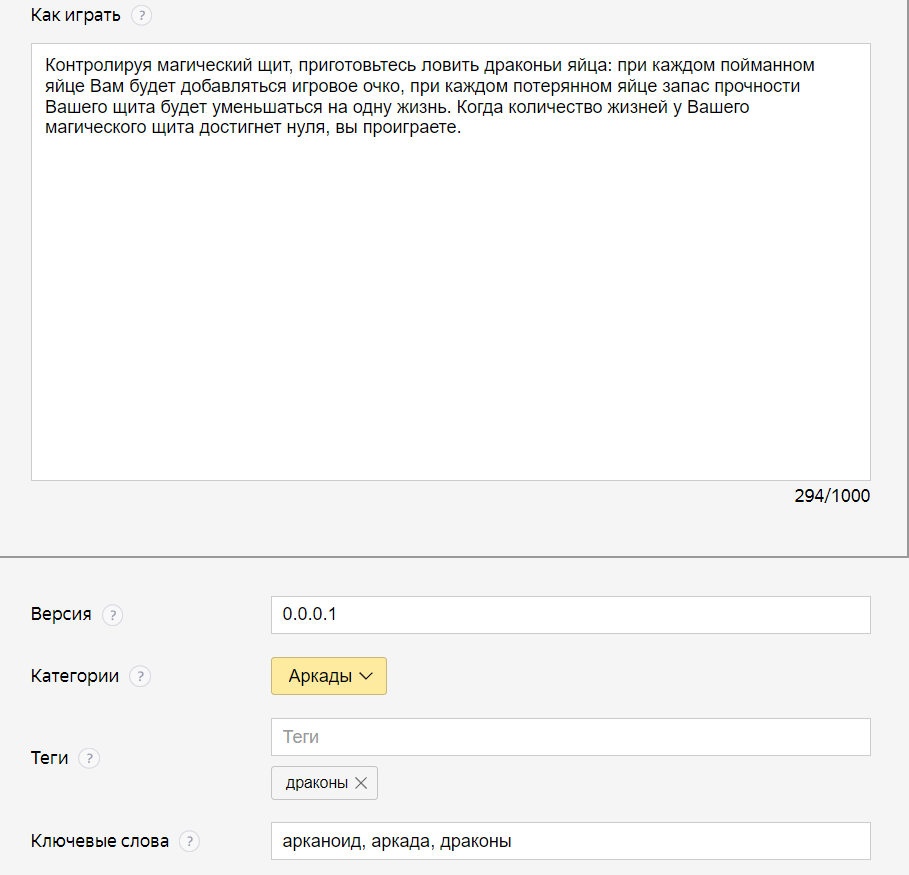 Как играть ?
Контролируя магический щит, приготовьтесь ловить драконьи яйца: при каждом пойманном
яйце Вам будет добавляться игровое очко, при каждом потерянном яйце запас прочности
Вашего щита будет уменьшаться на одну жизнь. Когда количество жизней у Вашего
магического щита достигнет нуля, вы проиграете.
294/1000
Версия ? 0.0.0.1
Категории ? Аркады
Теги
Теги ?
драконы
Ключевые слова ? арканоид, аркада, драконы